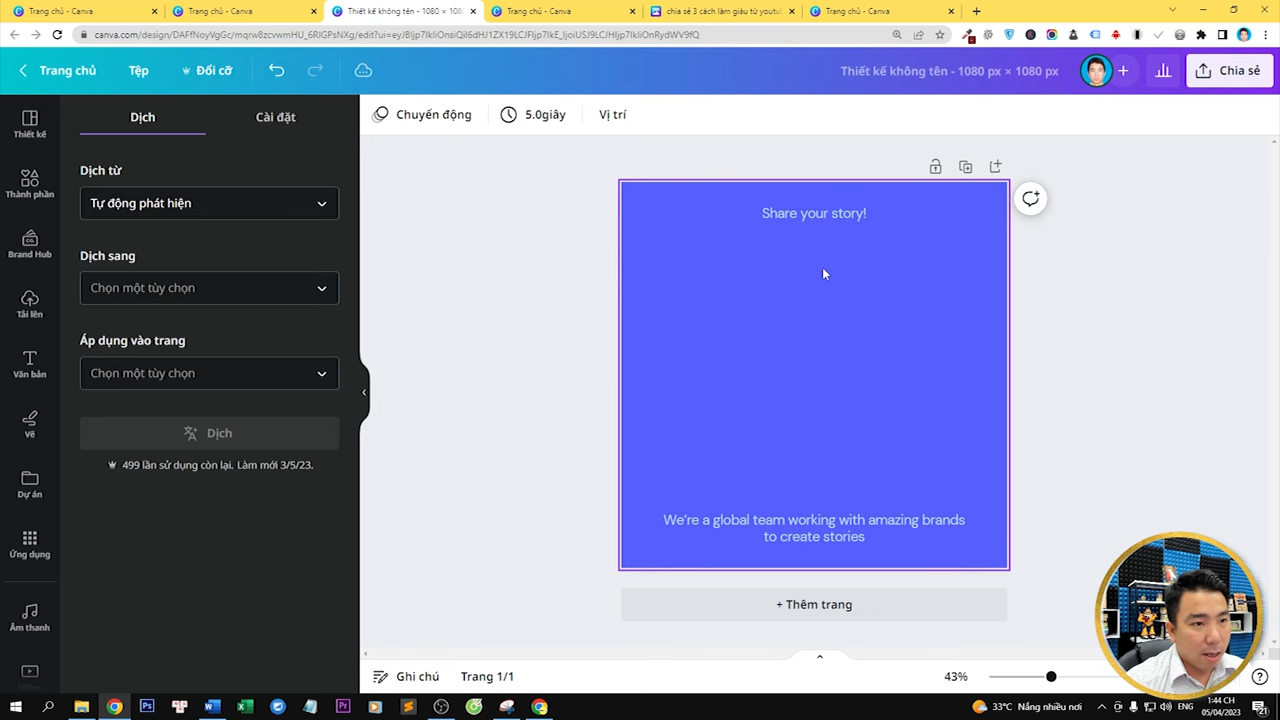 Trang chủ - Canva
Trang chủ - Canva
Thiết kế không tên - 1080 × 108
Trang chủ - Canva
chia sẻ 3 cách làm giàu từ youtu
Trang chủ - Canva
Trang chủ
Tệp
Đổi cỡ
Thiết kế không tên - 1080 px × 1080 px
Chia sẻ
Thiết kế
Thành phần
Brand Hub
Tải lên
Văn bản
Vẽ
Dự án
Ứng dụng
Âm thanh
Video
Dịch
Cài đặt
Dịch từ
Tự động phát hiện
Dịch sang
Chọn một tùy chọn
Áp dụng vào trang
Chọn một tùy chọn
Dịch
499 lần sử dụng còn lại. Làm mới 3/5/23.
Chuyển động
5.0giây
Vị trí
Share your story!
We're a global team working with amazing brands
to create stories
+ Thêm trang
Ghi chú
Trang 1/1
43%
33°C Nắng nhiều nơi
CH
1:44 CH
05/04/2023